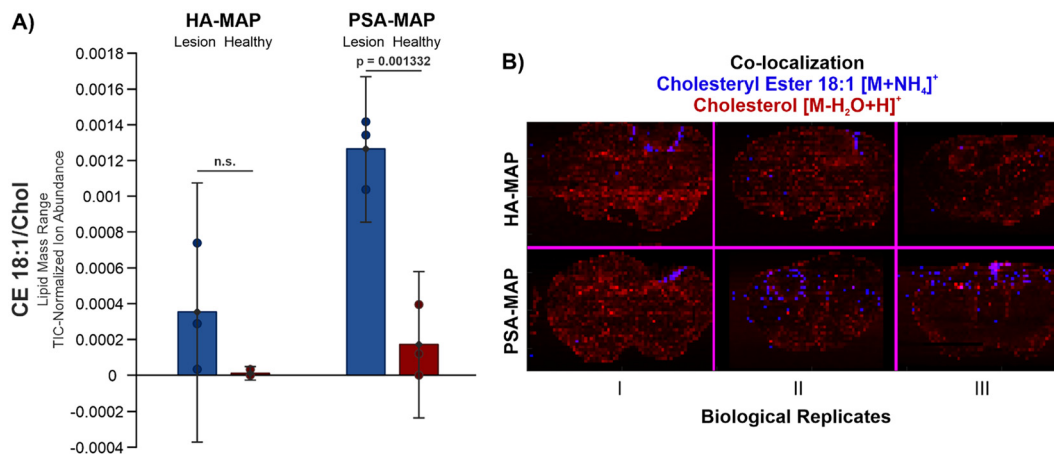 A)
HA-MAP PSA-MAP
Lesion Healthy Lesion Healthy
p = 0.001332
n.s.
0.0018
0.0016
0.0014
0.0012
0.001
0.0008
0.0006
0.0004
0.0002
0
-0.0002
-0.0004
CE 18:1/Chol
Lipid Mass Range
TIC-Normalized Ion Abundance
B)
Co-localization
Cholesteryl Ester 18:1 [M+NH₄]⁺
Cholesterol [M-H₂O+H]⁺
HA-MAP
PSA-MAP
I II III
Biological Replicates